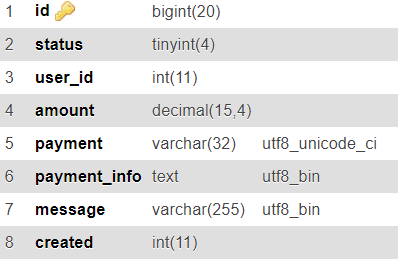 1 id bigint(20)
2 status tinyint(4)
3 user_id int(11)
4 amount decimal(15,4)
5 payment varchar(32) utf8_unicode_ci
6 payment_info text utf8_bin
7 message varchar(255) utf8_bin
8 created int(11)